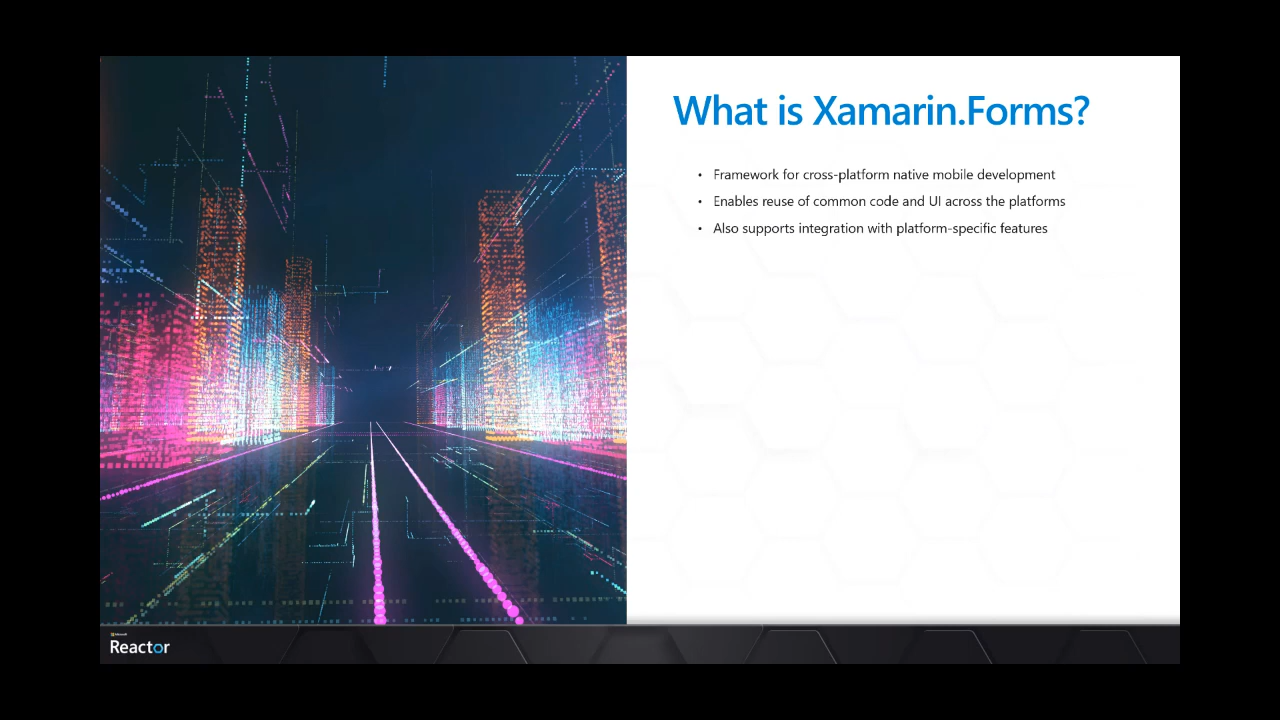 What is Xamarin.Forms?
• Framework for cross-platform native mobile development
• Enables reuse of common code and UI across the platforms
• Also supports integration with platform-specific features
Microsoft
Reactor